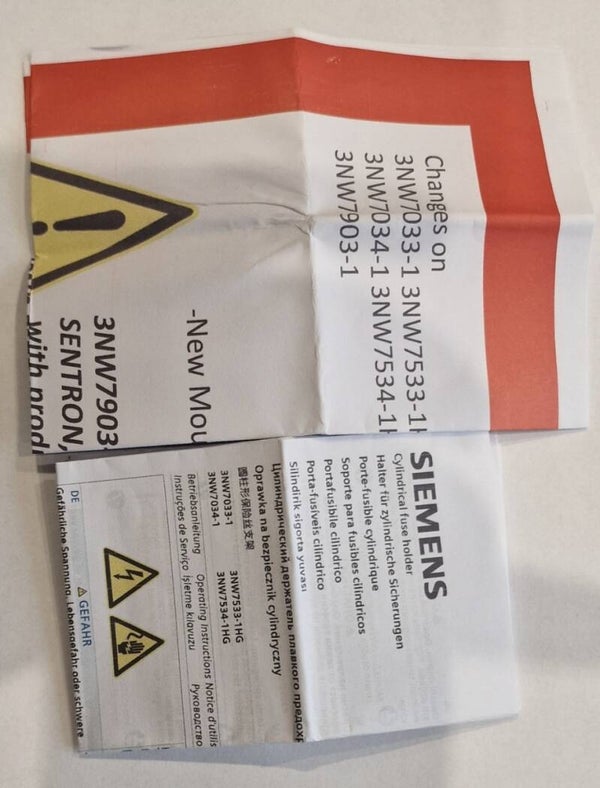 Changes on
3NW7033-1 3NW7533-1H
3NW7034-1 3NW7534-1H
3NW7903-1
-New Mou
3NW7903
SENTRON,
with prod
SIEMENS
Cylindrical fuse holder
Halter für zylindrische Sicherungen
Porte-fusible cylindrique
Soporte para fusibles cilíndricos
Portafusibile cilindrico
Porta-fusíveis cilíndrico
Silindirik sigorta yuvası
Цилиндрический держатель плавкого предохр
Oprawka na bezpiecznik cylindryczny
圆柱形保险丝支架
3NW7033-1 3NW7533-1HG
3NW7034-1 3NW7534-1HG
Betriebsanleitung Operating Instructions Notice d'utilis
Instruções de Serviço İşletme kılavuzu Руководство
DE
GEFAHR
Gefährliche Spannung. Lebensgefahr oder schwere